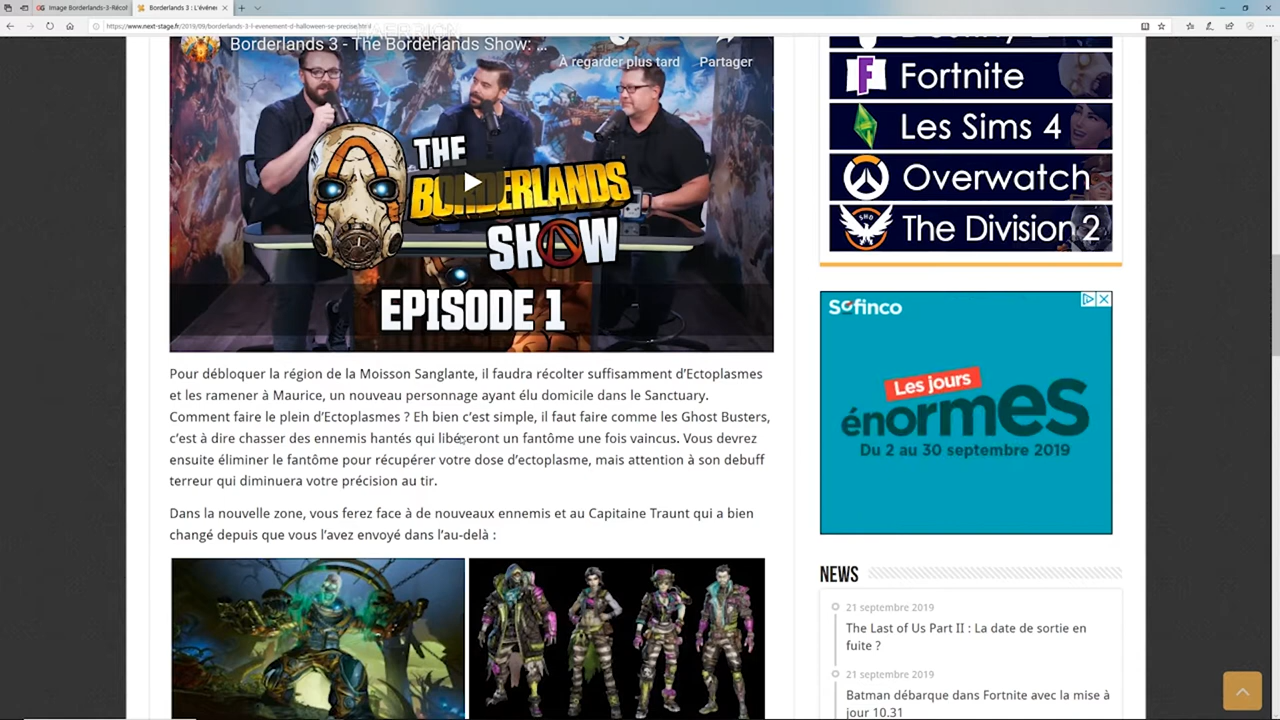 Image Borderlands-3-Récol
Borderlands 3 : L'événe
https://www.next-stage.fr/2019/09/borderlands-3-l-evenement-d-halloween-se-precise.html
Borderlands 3 - The Borderlands Show: ...
À regarder plus tard
Partager
THE
BORDERLANDS
SHOW
EPISODE 1
Pour débloquer la région de la Moisson Sanglante, il faudra récolter suffisamment d’Ectoplasmes
et les ramener à Maurice, un nouveau personnage ayant élu domicile dans le Sanctuary.
Comment faire le plein d’Ectoplasmes ? Eh bien c’est simple, il faut faire comme les Ghost Busters,
c’est à dire chasser des ennemis hantés qui libéseront un fantôme une fois vaincus. Vous devrez
ensuite éliminer le fantôme pour récupérer votre dose d’ectoplasme, mais attention à son debuff
terreur qui diminuera votre précision au tir.
Dans la nouvelle zone, vous ferez face à de nouveaux ennemis et au Capitaine Traunt qui a bien
changé depuis que vous l’avez envoyé dans l’au-delà :
Destiny 2
Fortnite
Les Sims 4
Overwatch
SHD
The Division 2
Sofinco
Les jours
énormes
Du 2 au 30 septembre 2019
NEWS
21 septembre 2019
The Last of Us Part II : La date de sortie en
fuite ?
21 septembre 2019
Batman débarque dans Fortnite avec la mise à
jour 10.31